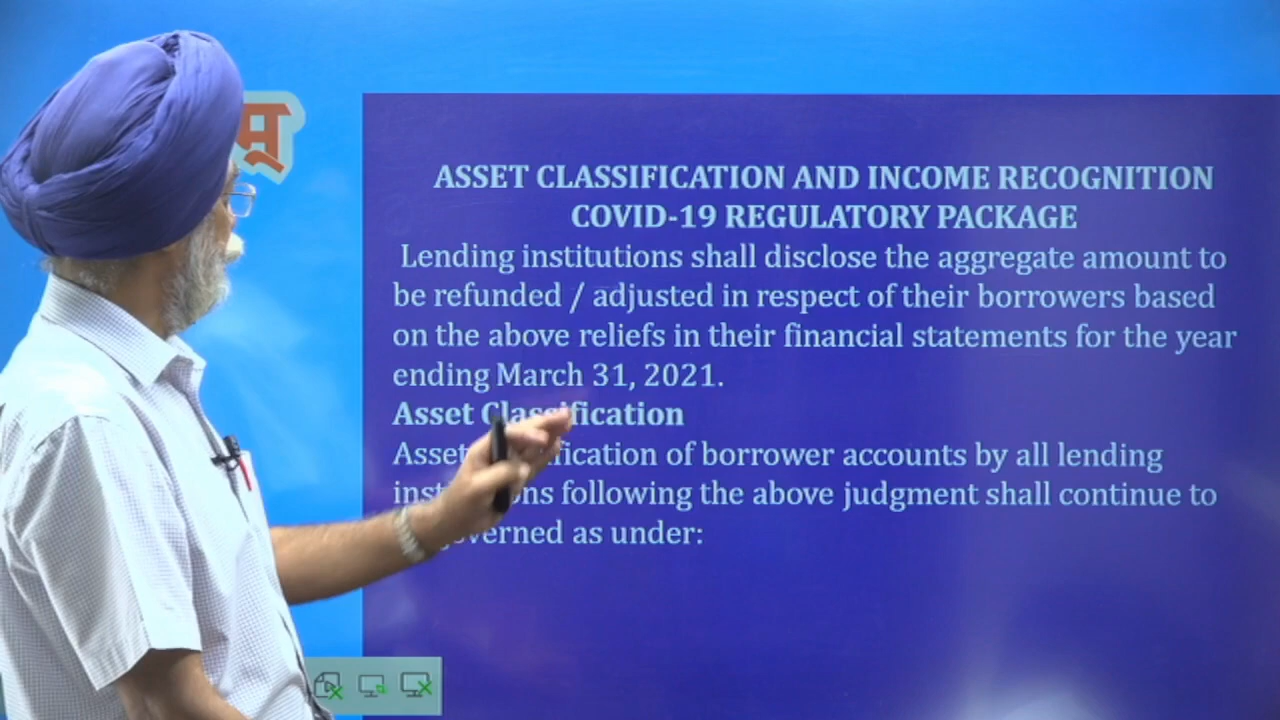 ASSET CLASSIFICATION AND INCOME RECOGNITION
COVID-19 REGULATORY PACKAGE
Lending institutions shall disclose the aggregate amount to
be refunded / adjusted in respect of their borrowers based
on the above reliefs in their financial statements for the year
ending March 31, 2021.
Asset Classification
Asset of borrower accounts by all lending
following the above judgment shall continue to
governed as under: